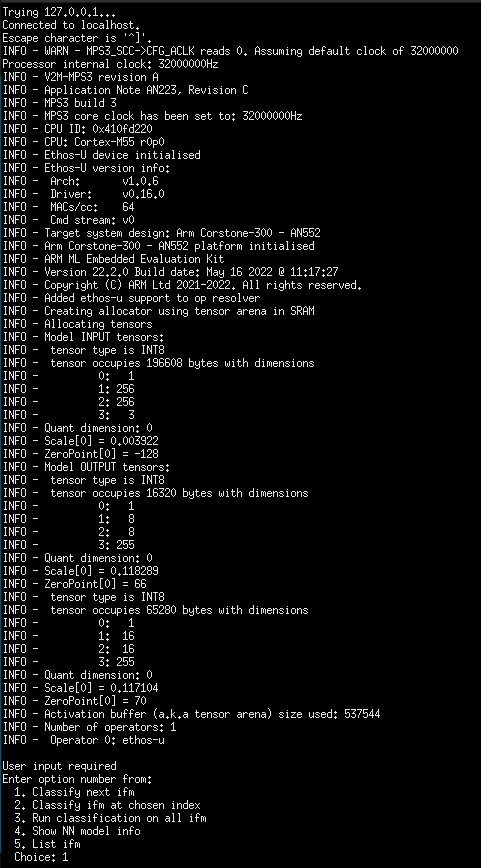 Trying 127.0.0.1...
Connected to localhost.
Escape character is '^]'.
INFO - WARN - MPS3_SCC->CFG_ACLK reads 0. Assuming default clock of 32000000
Processor internal clock: 32000000Hz
INFO - V2M-MPS3 revision A
INFO - Application Note AN223, Revision C
INFO - MPS3 build 3
INFO - MPS3 core clock has been set to: 32000000Hz
INFO - CPU ID: 0x410fd220
INFO - CPU: Cortex-M55 r0p0
INFO - Ethos-U device initialised
INFO - Ethos-U version info:
INFO -  Arch:      v1.0.6
INFO -  Driver:    v0.16.0
INFO -  MACs/cc:   64
INFO -  Cmd stream: v0
INFO - Target system design: Arm Corstone-300 - AN552
INFO - Arm Corstone-300 - AN552 platform initialised
INFO - ARM ML Embedded Evaluation Kit
INFO - Version 22.2.0 Build date: May 16 2022 @ 11:17:27
INFO - Copyright (C) ARM Ltd 2021-2022. All rights reserved.
INFO - Added ethos-u support to op resolver
INFO - Creating allocator using tensor arena in SRAM
INFO - Allocating tensors
INFO - Model INPUT tensors:
INFO -  tensor type is INT8
INFO -  tensor occupies 196608 bytes with dimensions
INFO -         0:   1
INFO -         1: 256
INFO -         2: 256
INFO -         3:   3
INFO - Quant dimension: 0
INFO - Scale[0] = 0.003922
INFO - ZeroPoint[0] = -128
INFO - Model OUTPUT tensors:
INFO -  tensor type is INT8
INFO -  tensor occupies 16320 bytes with dimensions
INFO -         0:   1
INFO -         1:   8
INFO -         2:   8
INFO -         3: 255
INFO - Quant dimension: 0
INFO - Scale[0] = 0.118289
INFO - ZeroPoint[0] = 66
INFO -  tensor type is INT8
INFO -  tensor occupies 65280 bytes with dimensions
INFO -         0:   1
INFO -         1:  16
INFO -         2:  16
INFO -         3: 255
INFO - Quant dimension: 0
INFO - Scale[0] = 0.117104
INFO - ZeroPoint[0] = 70
INFO - Activation buffer (a.k.a tensor arena) size used: 537544
INFO - Number of operators: 1
INFO -  Operator 0: ethos-u
User input required
Enter option number from:
1. Classify next ifm
2. Classify ifm at chosen index
3. Run classification on all ifm
4. Show NN model info
5. List ifm
Choice: 1